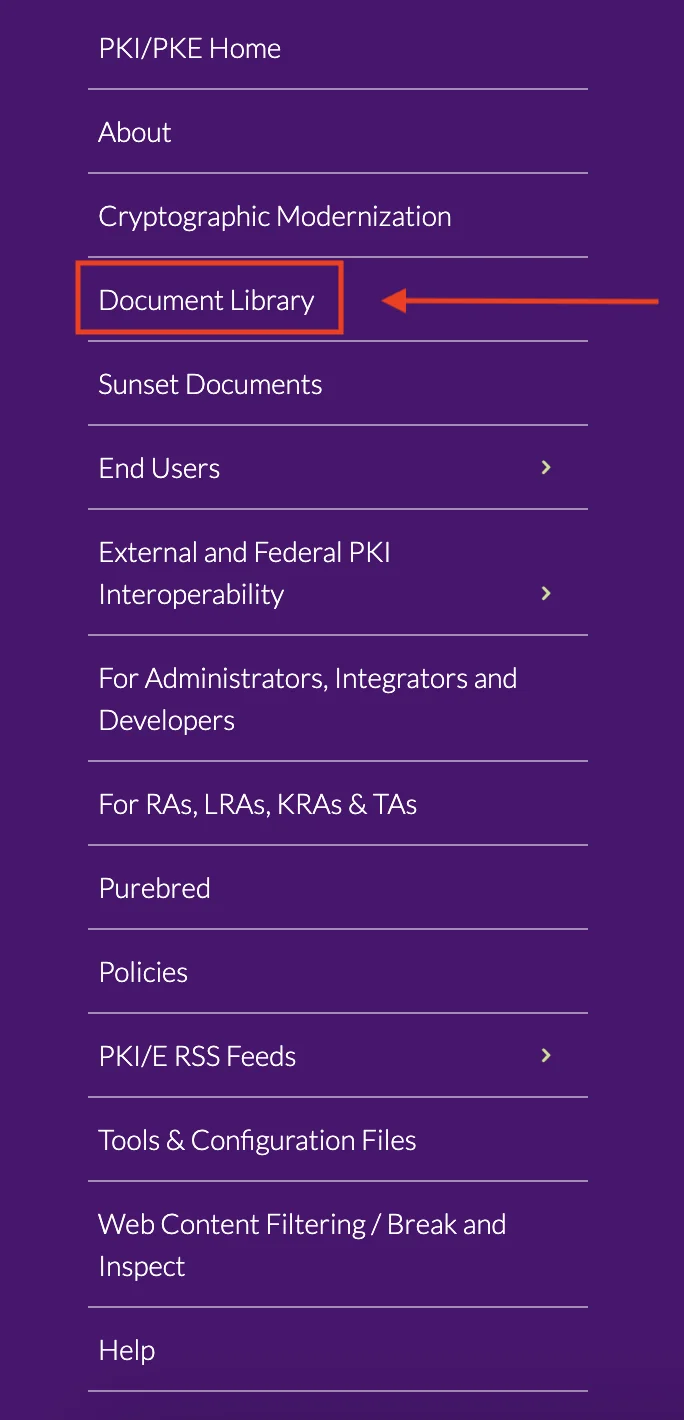 PKI/PKE Home
About
Cryptographic Modernization
Document Library
Sunset Documents
End Users
External and Federal PKI
Interoperability
For Administrators, Integrators and
Developers
For RAs, LRAs, KRAs & TAs
Purebred
Policies
PKI/E RSS Feeds
Tools & Configuration Files
Web Content Filtering / Break and
Inspect
Help